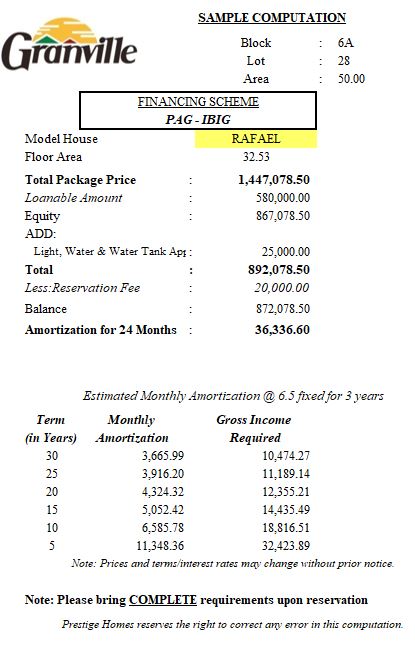 Granville
SAMPLE COMPUTATION
Block : 6A
Lot : 28
Area : 50.00
FINANCING SCHEME
PAG - IBIG
Model House RAFAEL
Floor Area 32.53
Total Package Price : 1,447,078.50
Loanable Amount : 580,000.00
Equity : 867,078.50
ADD:
Light, Water & Water Tank App : 25,000.00
Total : 892,078.50
Less:Reservation Fee : 20,000.00
Balance : 872,078.50
Amortization for 24 Months : 36,336.60
Estimated Monthly Amortization @ 6.5 fixed for 3 years
Term Monthly Gross Income
(in Years) Amortization Required
30 3,665.99 10,474.27
25 3,916.20 11,189.14
20 4,324.32 12,355.21
15 5,052.42 14,435.49
10 6,585.78 18,816.51
5 11,348.36 32,423.89
Note: Prices and terms/interest rates may change without prior notice.
Note: Please bring COMPLETE requirements upon reservation
Prestige Homes reserves the right to correct any error in this computation.